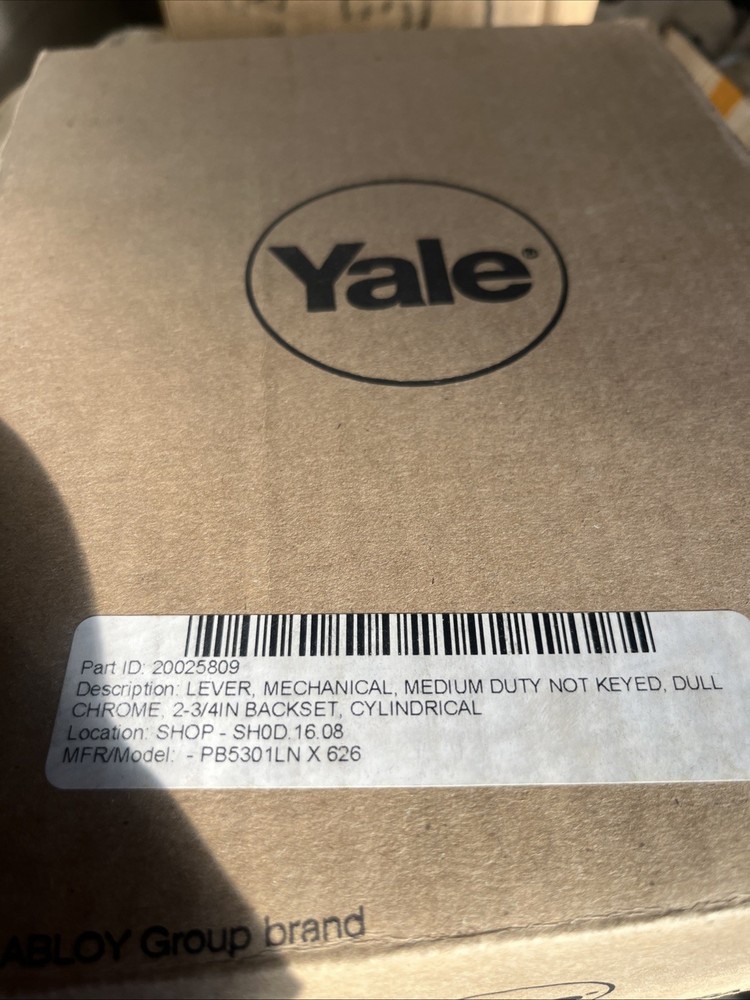 Yale®
Part ID: 20025809
Description: LEVER, MECHANICAL, MEDIUM DUTY NOT KEYED, DULL
CHROME, 2-3/4IN BACKSET, CYLINDRICAL
Location: SHOP - SH0D.16.08
MFR/Model: - PB5301LN X 626
ABLOY Group brand